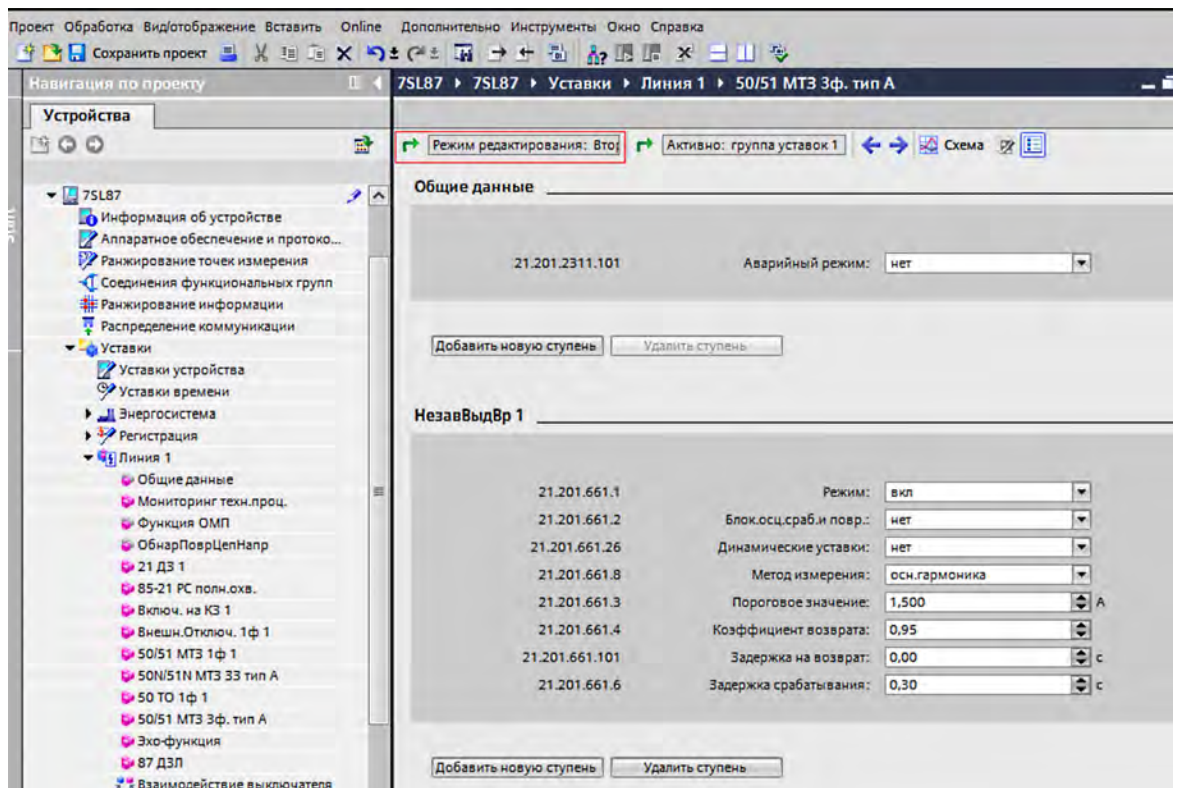 Проект Обработка Вид/отображение Вставить Online Дополнительно Инструменты Окно Справка
Сохранить проект
Навигация по проекту
7SL87 7SL87 Уставки Линия 1 50/51 МТЗ 3ф. тип А
Устройства
Режим редактирования: Втор
Активно: группа уставок 1
Схема
7SL87
Информация об устройстве
Аппаратное обеспечение и протоко...
Ранжирование точек измерения
Соединения функциональных групп
Ранжирование информации
Распределение коммуникации
Уставки
Уставки устройства
Уставки времени
Энергосистема
Регистрация
Линия 1
Общие данные
Мониторинг техн.проц.
Функция ОМП
ОбнарПоврЦепНапр
21 ДЗ 1
85-21 РС полн.охв.
Включ. на КЗ 1
Внешн.Отключ. 1ф 1
50/51 МТЗ 1ф 1
50N/51N МТЗ ЗЗ тип А
50 ТО 1ф 1
50/51 МТЗ 3ф. тип А
Эхо-функция
87 ДЗЛ
Взаимодействие выключателя
Общие данные
21.201.2311.101 Аварийный режим: нет
Добавить новую ступень Удалить ступень
НезавВыдВр 1
21.201.661.1 Режим: вкл
21.201.661.2 Блок.осц.сраб.и повр.: нет
21.201.661.26 Динамические уставки: нет
21.201.661.8 Метод измерения: осн.гармоника
21.201.661.3 Пороговое значение: 1,500 А
21.201.661.4 Коэффициент возврата: 0,95
21.201.661.101 Задержка на возврат: 0,00 с
21.201.661.6 Задержка срабатывания: 0,30 с
Добавить новую ступень Удалить ступень